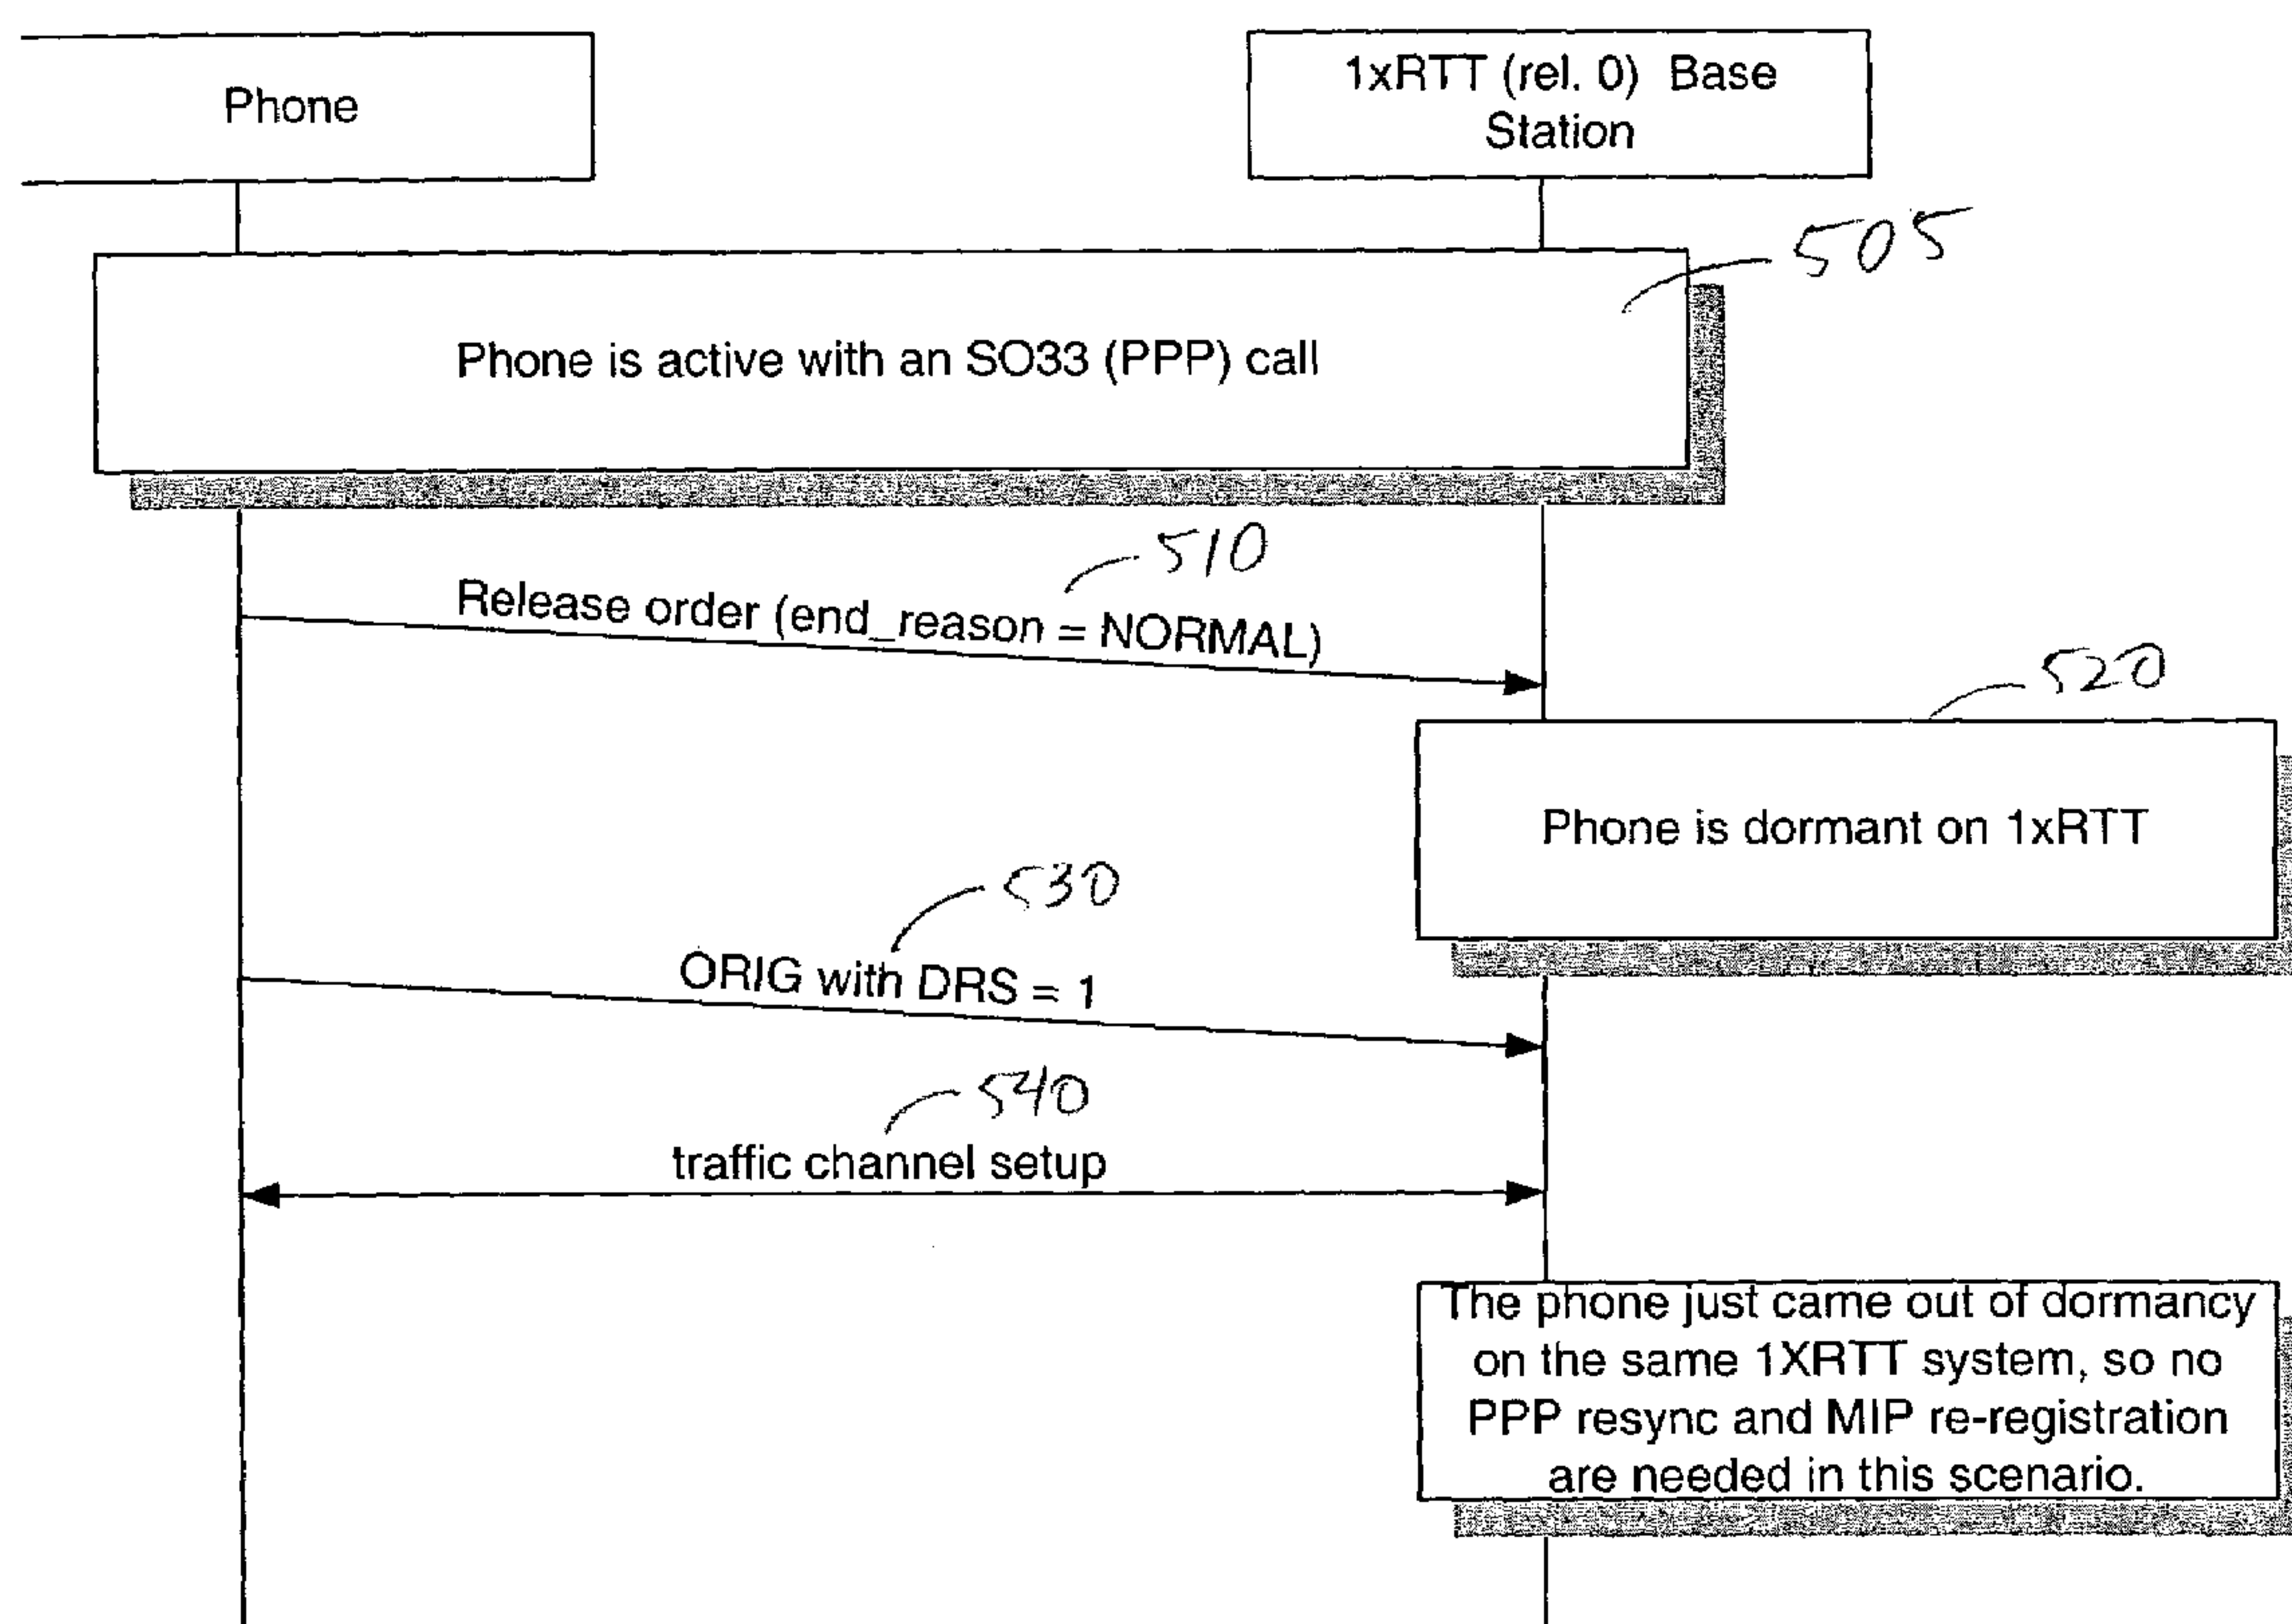 Phone
1xRTT (rel. 0) Base
Station
505
Phone is active with an SO33 (PPP) call
510
Release order (end_reason = NORMAL)
520
Phone is dormant on 1xRTT
530
ORIG with DRS = 1
540
traffic channel setup
The phone just came out of dormancy
on the same 1XRTT system, so no
PPP resync and MIP re-registration
are needed in this scenario.